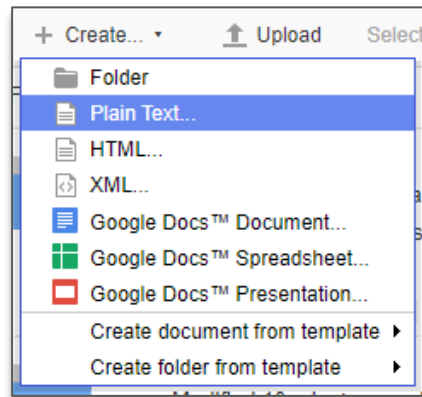 + Create... Upload Select
Folder
Plain Text...
HTML...
XML...
Google Docs™ Document...
Google Docs™ Spreadsheet...
Google Docs™ Presentation...
Create document from template
Create folder from template